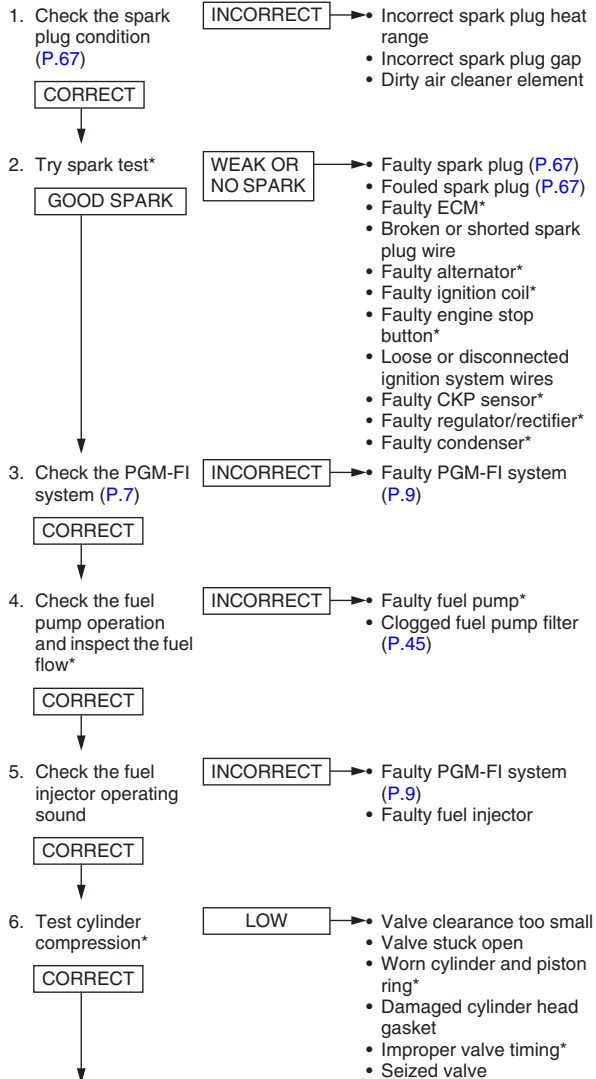 1. Check the spark
plug condition
(P.67)
INCORRECT
• Incorrect spark plug heat
range
• Incorrect spark plug gap
• Dirty air cleaner element
CORRECT
2. Try spark test*
WEAK OR
NO SPARK
• Faulty spark plug (P.67)
• Fouled spark plug (P.67)
• Faulty ECM*
• Broken or shorted spark
plug wire
• Faulty alternator*
• Faulty ignition coil*
• Faulty engine stop
button*
• Loose or disconnected
ignition system wires
• Faulty CKP sensor*
• Faulty regulator/rectifier*
• Faulty condenser*
GOOD SPARK
3. Check the PGM-FI
system (P.7)
INCORRECT
• Faulty PGM-FI system
(P.9)
CORRECT
4. Check the fuel
pump operation
and inspect the fuel
flow*
INCORRECT
• Faulty fuel pump*
• Clogged fuel pump filter
(P.45)
CORRECT
5. Check the fuel
injector operating
sound
INCORRECT
• Faulty PGM-FI system
(P.9)
• Faulty fuel injector
CORRECT
6. Test cylinder
compression*
LOW
• Valve clearance too small
• Valve stuck open
• Worn cylinder and piston
ring*
• Damaged cylinder head
gasket
• Improper valve timing*
• Seized valve
CORRECT